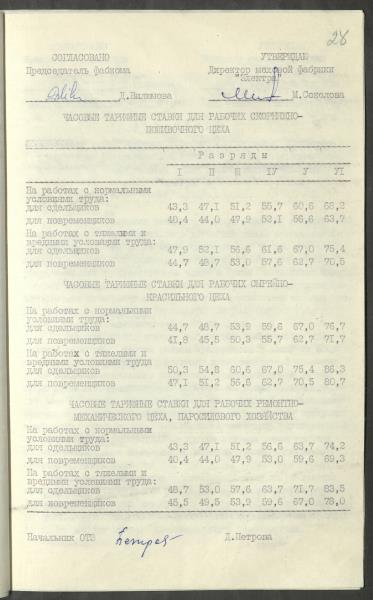 28
СОГЛАСОВАНО УТВЕРЖДАЮ
Председатель фабкома Директор меховой фабрики
"Электра"
Д.Вилинова М.Соколова
ЧАСОВЫЕ ТАРИФНЫЕ СТАВКИ ДЛЯ РАБОЧИХ СКОРНЯЖНО-
ПОШИВОЧНОГО ЦЕХА
Разряды
I II III IУ У УI
На работах с нормальными
условиями труда:
для сдельщиков 43,3 47,1 51,2 55,7 60,6 68,2
для повременщиков 40,4 44,0 47,9 52,1 56,6 63,7
На работах с тяжелыми и
вредными условиями труда:
для сдельщиков 47,9 52,1 56,6 61,6 67,0 75,4
для повременщиков 44,7 48,7 53,0 57,6 62,7 70,5
ЧАСОВЫЕ ТАРИФНЫЕ СТАВКИ ДЛЯ РАБОЧИХ СЫРЕЙНО-
КРАСИЛЬНОГО ЦЕХА
На работах с нормальными
условиями труда:
для сдельщиков 44,7 48,7 53,9 59,6 67,0 76,7
для повременщиков 41,8 45,5 50,3 55,7 62,7 71,7
На работах с тяжелыми и
вредными условиями труда:
для сдельщиков 50,3 54,8 60,6 67,0 75,4 86,3
для повременщиков 47,1 51,2 56,6 62,7 70,5 80,7
ЧАСОВЫЕ ТАРИФНЫЕ СТАВКИ ДЛЯ РАБОЧИХ РЕМОНТНО-
МЕХАНИЧЕСКОГО ЦЕХА, ПАРОСИЛОВОГО ХОЗЯЙСТВА
На работах с нормальными
условиями труда:
для сдельщиков 43,3 47,1 51,2 56,6 63,7 74,2
для повременщиков 40,4 44,0 47,9 53,0 59,6 69,3
На работах с тяжелыми и
вредными условиями труда:
для сдельщиков 48,7 53,0 57,6 63,7 71,7 83,5
для повременщиков 45,5 49,5 53,9 59,6 67,0 78,0
Начальник ОТЗ Д.Петрова